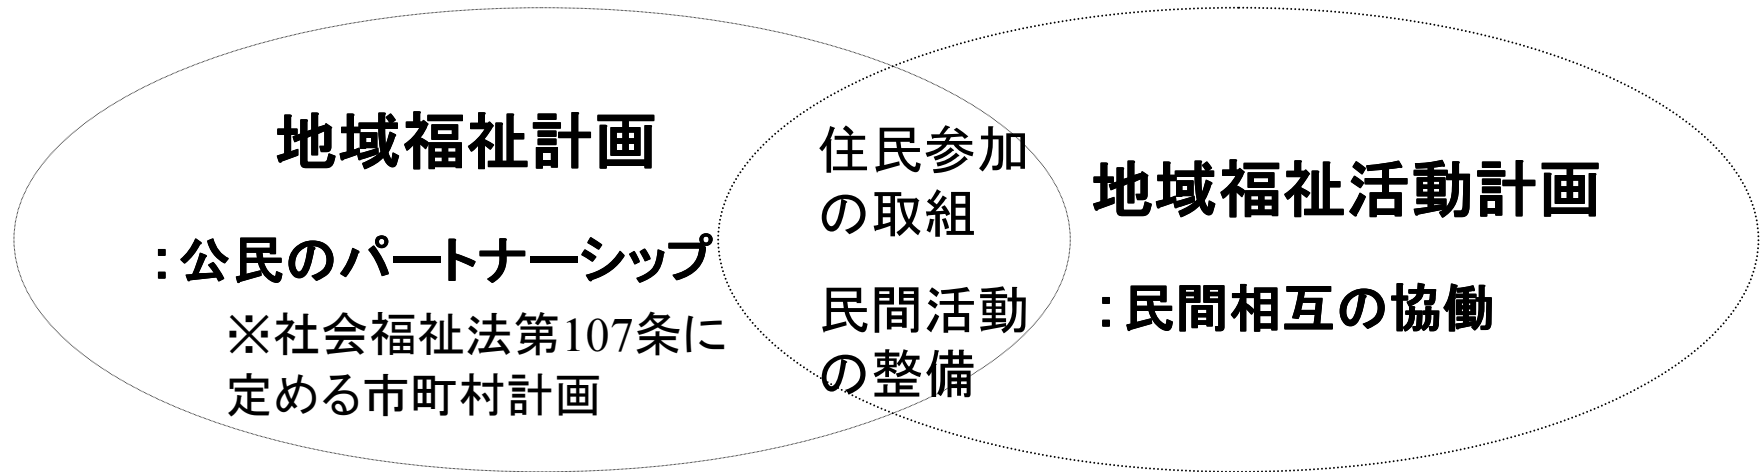 地域福祉計画
：公民のパートナーシップ
※社会福祉法第107条に
定める市町村計画
住民参加
の取組
民間活動
の整備
地域福祉活動計画
：民間相互の協働